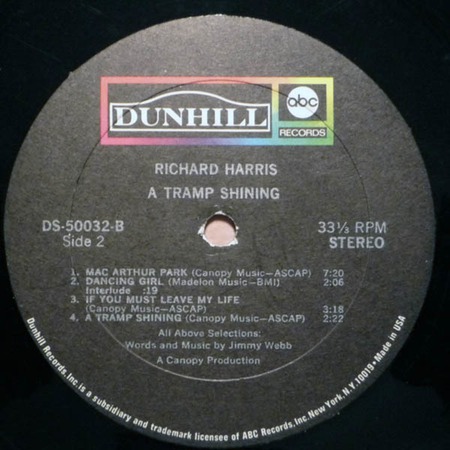 DUNHILL
abc
RECORDS
RICHARD HARRIS
A TRAMP SHINING
DS-50032-B
Side 2
33⅓ RPM
STEREO
1. MAC ARTHUR PARK (Canopy Music—ASCAP) 7:20
2. DANCING GIRL (Madelon Music—BMI) 2:06
Interlude :19
3. IF YOU MUST LEAVE MY LIFE
(Canopy Music—ASCAP) 3:18
4. A TRAMP SHINING (Canopy Music—ASCAP) 2:22
All Above Selections:
Words and Music by Jimmy Webb
A Canopy Production
Dunhill Records, Inc. is a subsidiary and trademark licensee of ABC Records, Inc. New York, N.Y. 10019 • Made in USA